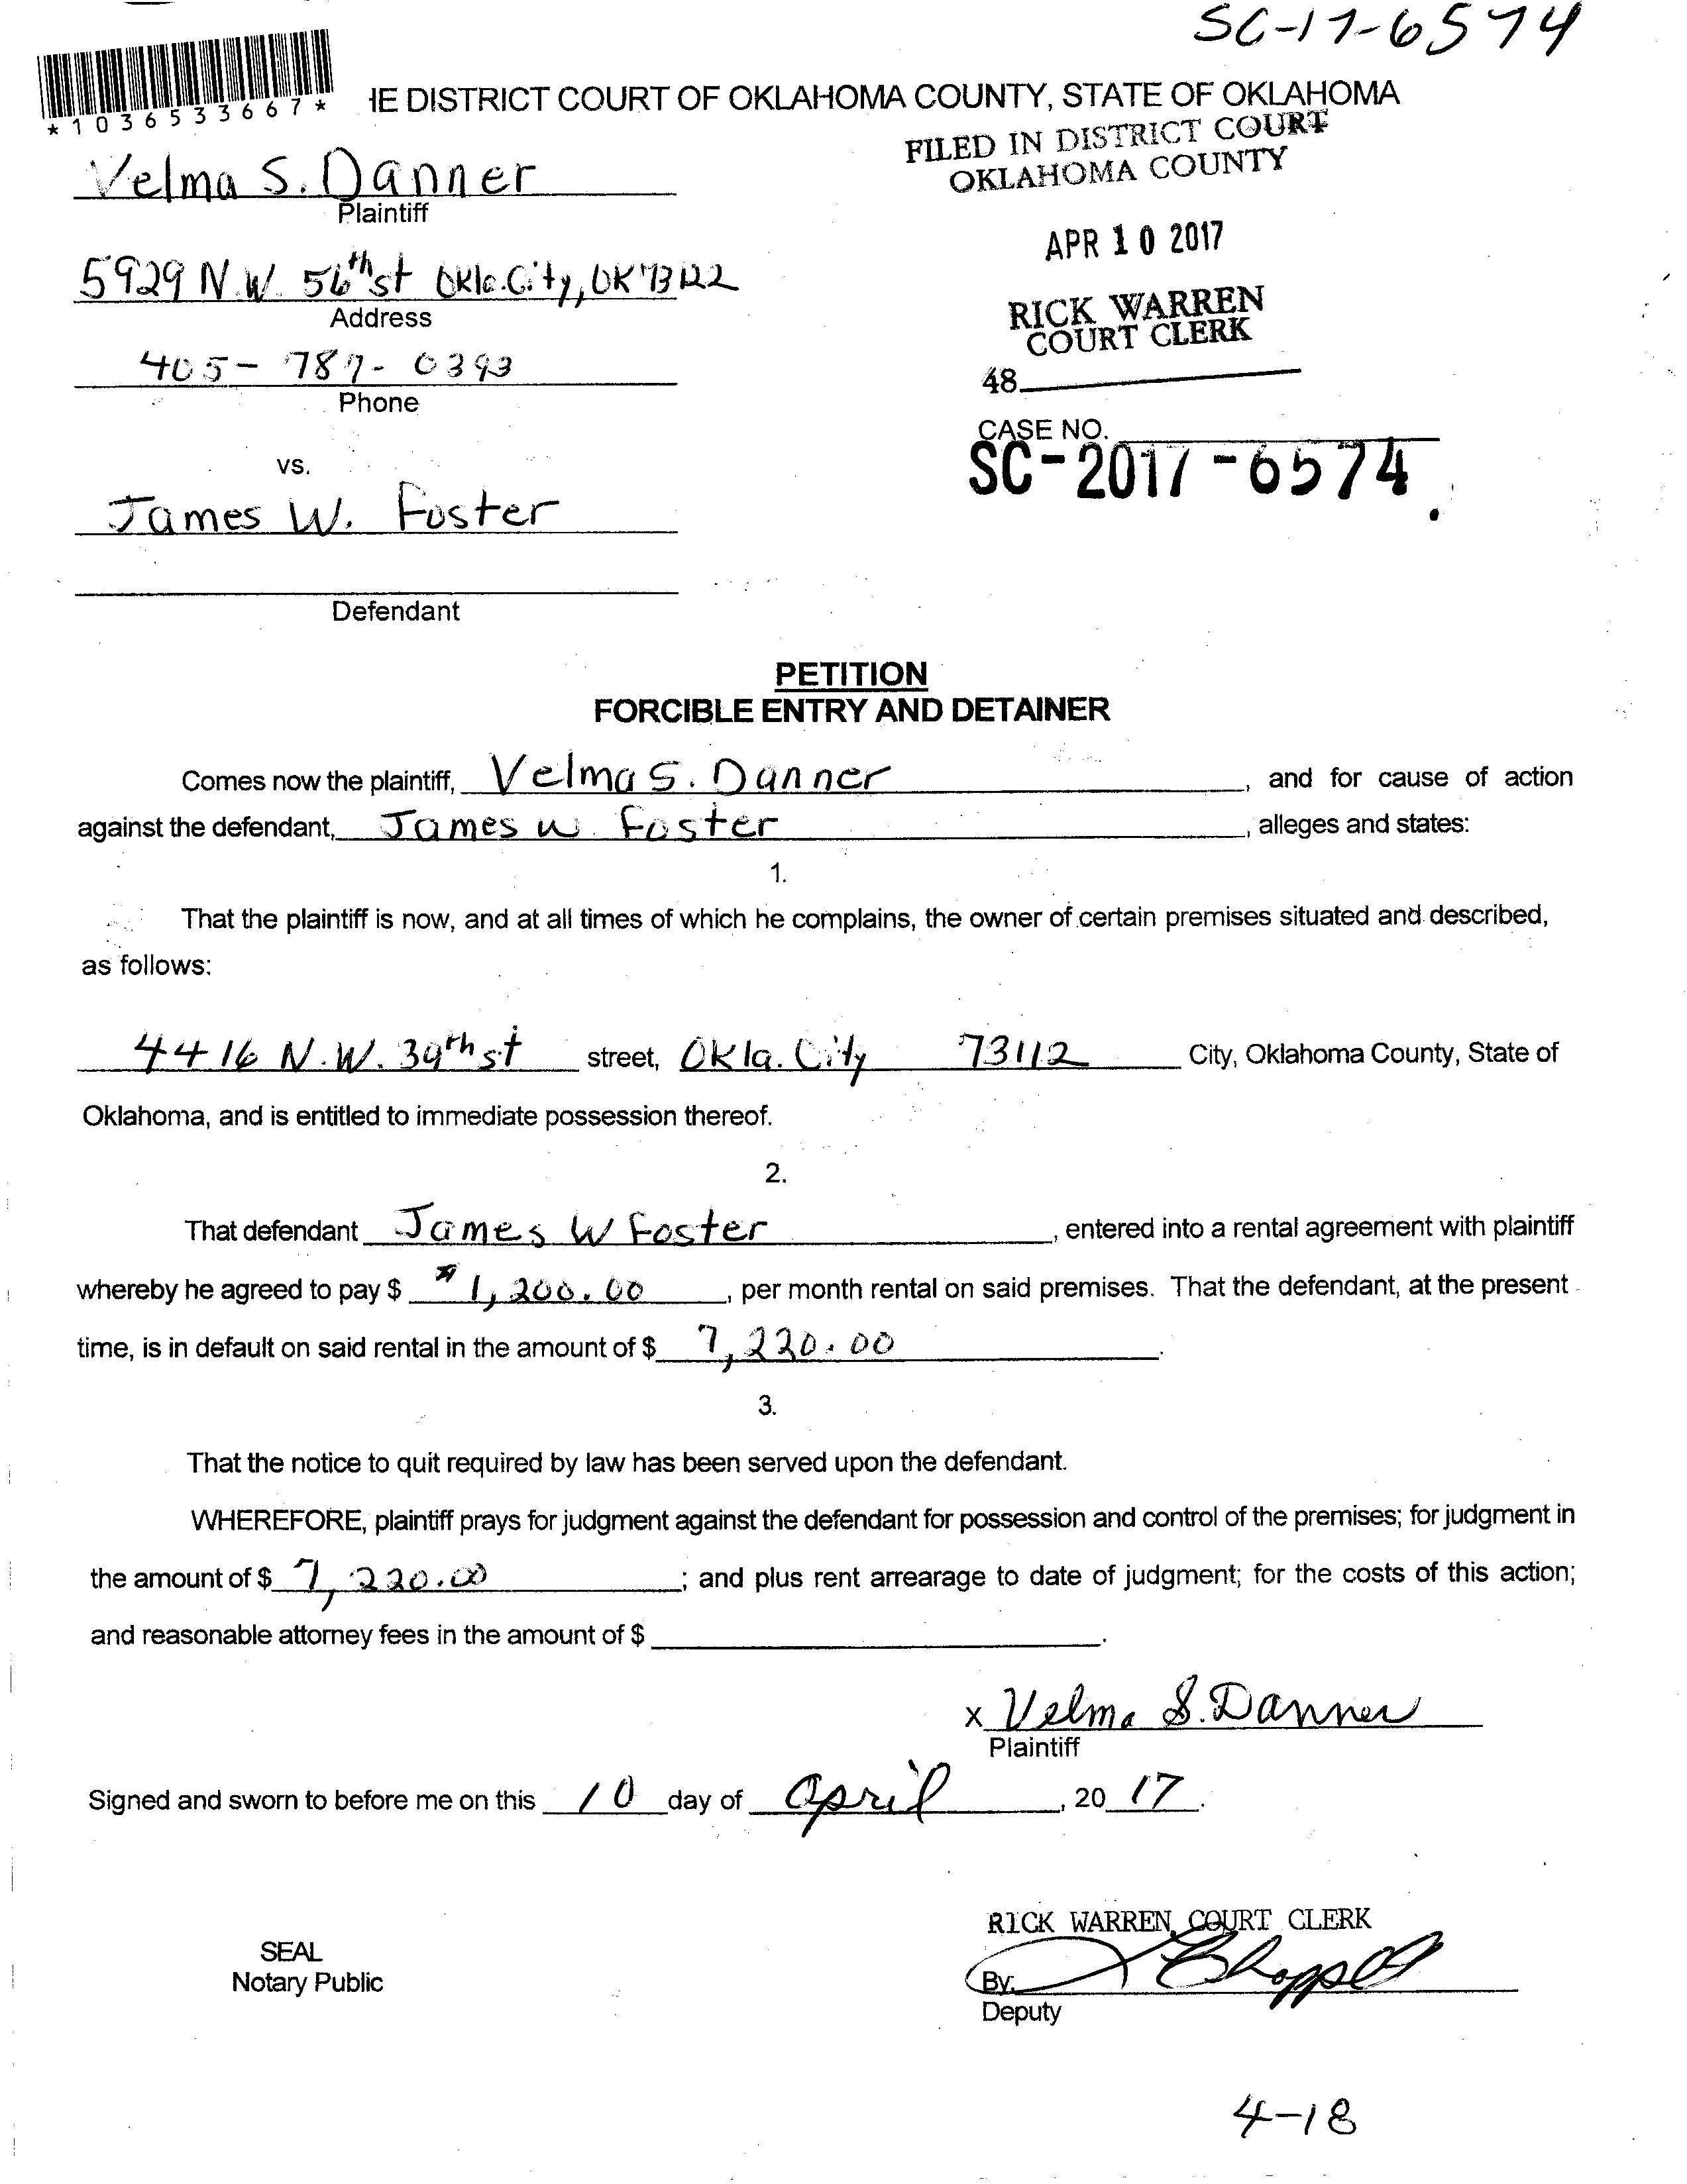 SC-17-6574
*1036533667*
HE DISTRICT COURT OF OKLAHOMA COUNTY, STATE OF OKLAHOMA
FILED IN DISTRICT COURT
OKLAHOMA COUNTY
Velma S. Danner
Plaintiff
APR 10 2017
5929 N.W. 56th st Okla.City, OK 73122
Address
RICK WARREN
COURT CLERK
405-787-0393
Phone
48
CASE NO.
SC-2017-6574
vs.
James W. Foster
Defendant
PETITION
FORCIBLE ENTRY AND DETAINER
Comes now the plaintiff, Velma S. Danner, and for cause of action
against the defendant, James W. Foster, alleges and states:
1.
That the plaintiff is now, and at all times of which he complains, the owner of certain premises situated and described,
as follows:
4416 N.W. 39th st street, Okla. City 73112 City, Oklahoma County, State of
Oklahoma, and is entitled to immediate possession thereof.
2.
That defendant James W Foster, entered into a rental agreement with plaintiff
whereby he agreed to pay $ 1,200.00, per month rental on said premises. That the defendant, at the present
time, is in default on said rental in the amount of $ 7,220.00.
3.
That the notice to quit required by law has been served upon the defendant.
WHEREFORE, plaintiff prays for judgment against the defendant for possession and control of the premises; for judgment in
the amount of $ 7,220.00; and plus rent arrearage to date of judgment; for the costs of this action;
and reasonable attorney fees in the amount of $ .
x Velma S. Danner
Plaintiff
Signed and sworn to before me on this 10 day of April, 2017.
RICK WARREN, COURT CLERK
SEAL
Notary Public
By:
Deputy
4-18